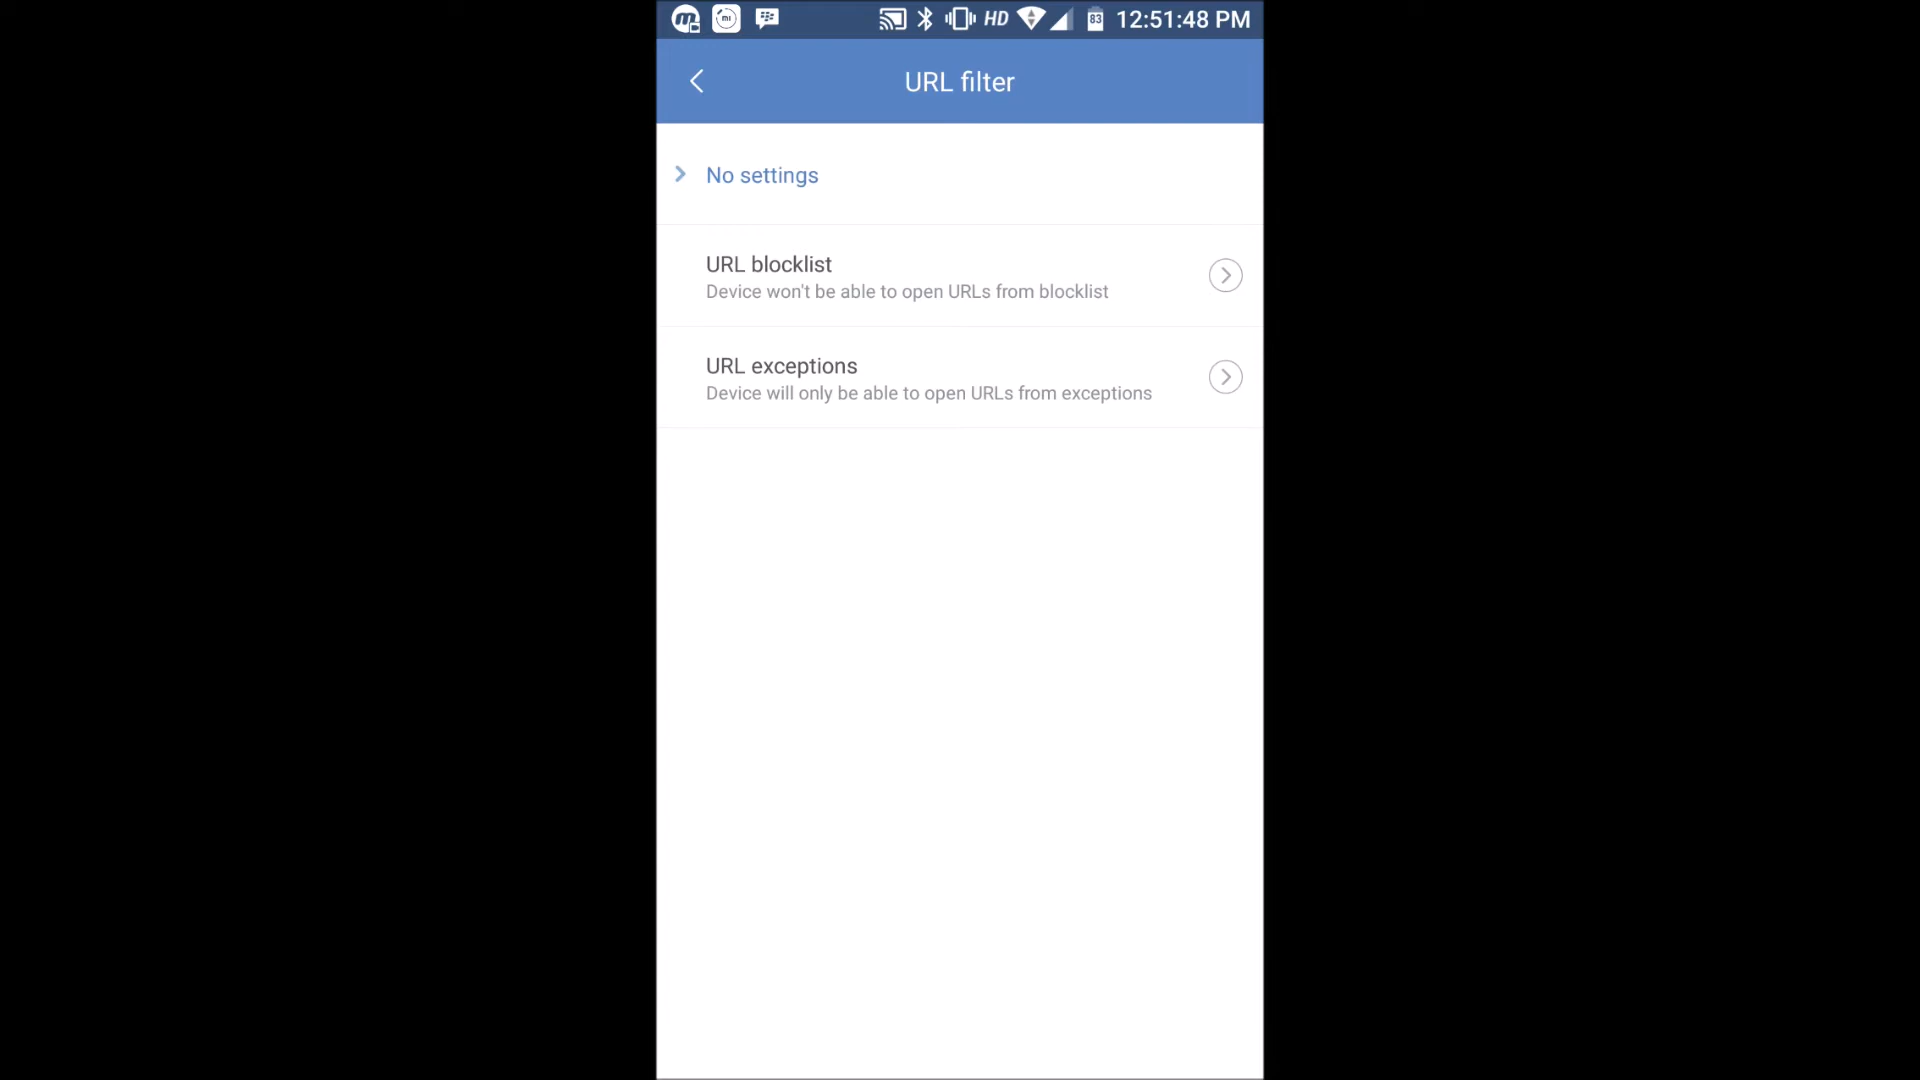 HD 83 12:51:48 PM
URL filter
No settings
URL blocklist
Device won't be able to open URLs from blocklist
URL exceptions
Device will only be able to open URLs from exceptions